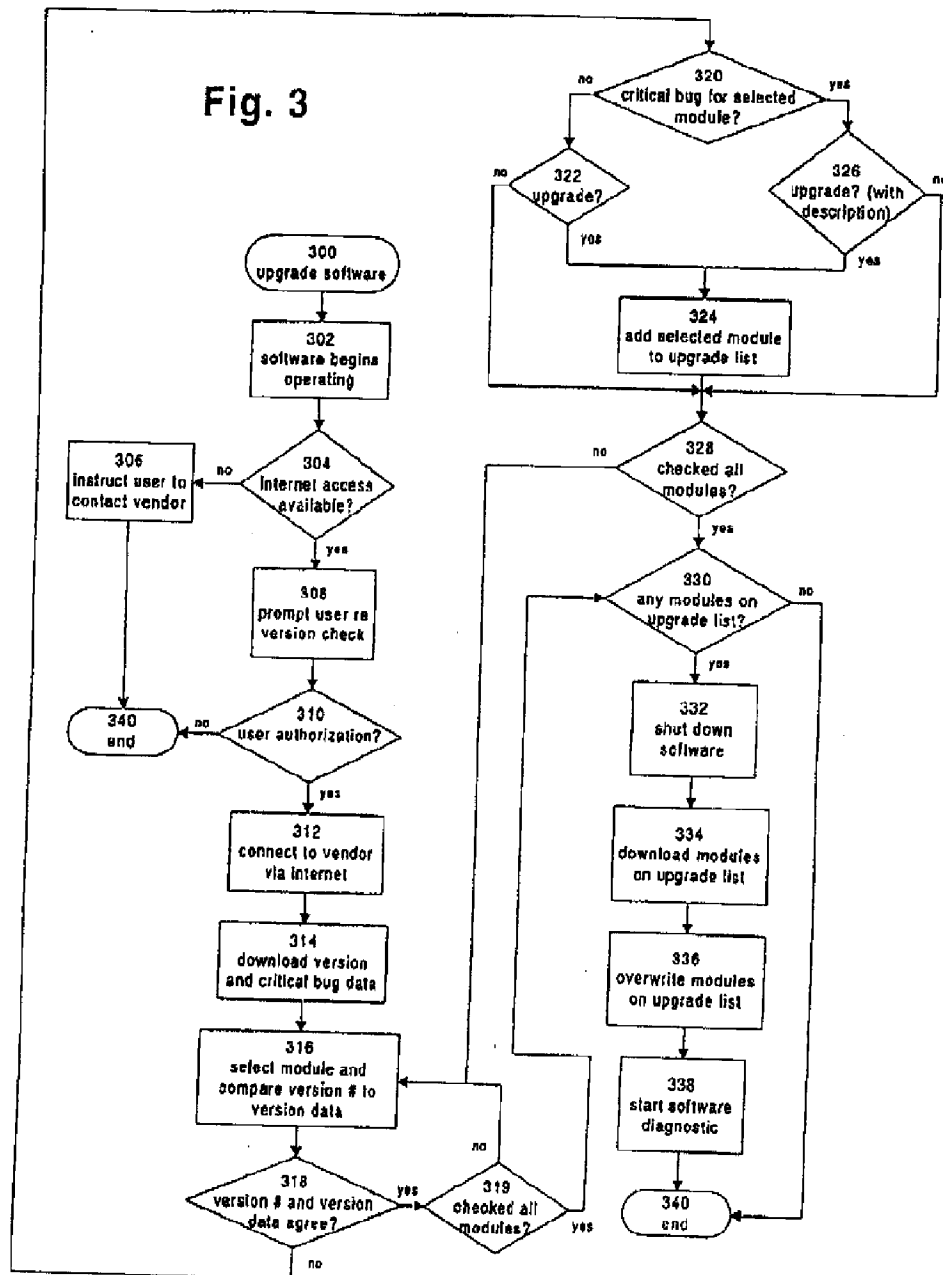 Fig. 3
300
upgrade software
302
software begins
operating
304
internet access
available?
no
yes
306
instruct user to
contact vendor
308
prompt user re
version check
310
user authorization?
no
yes
340
end
312
connect to vendor
via internet
314
download version
and critical bug data
316
select module and
compare version # to
version data
318
version # and version
data agree?
yes
no
319
checked all
modules?
no
yes
320
critical bug for selected
module?
no
yes
322
upgrade?
no
yes
326
upgrade? (with
description)
no
yes
324
add selected module
to upgrade list
328
checked all
modules?
no
yes
330
any modules on
upgrade list?
no
yes
332
shut down
software
334
download modules
on upgrade list
336
overwrite modules
on upgrade list
338
start software
diagnostic
340
end